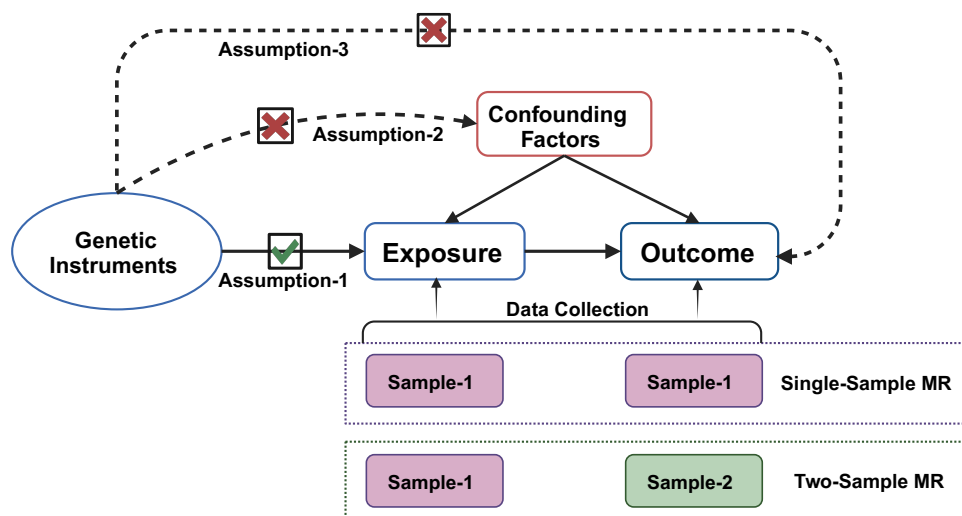 Assumption-3
Assumption-2
Confounding
Factors
Genetic
Instruments
Assumption-1
Exposure
Outcome
Data Collection
Sample-1
Sample-1
Single-Sample MR
Sample-1
Sample-2
Two-Sample MR